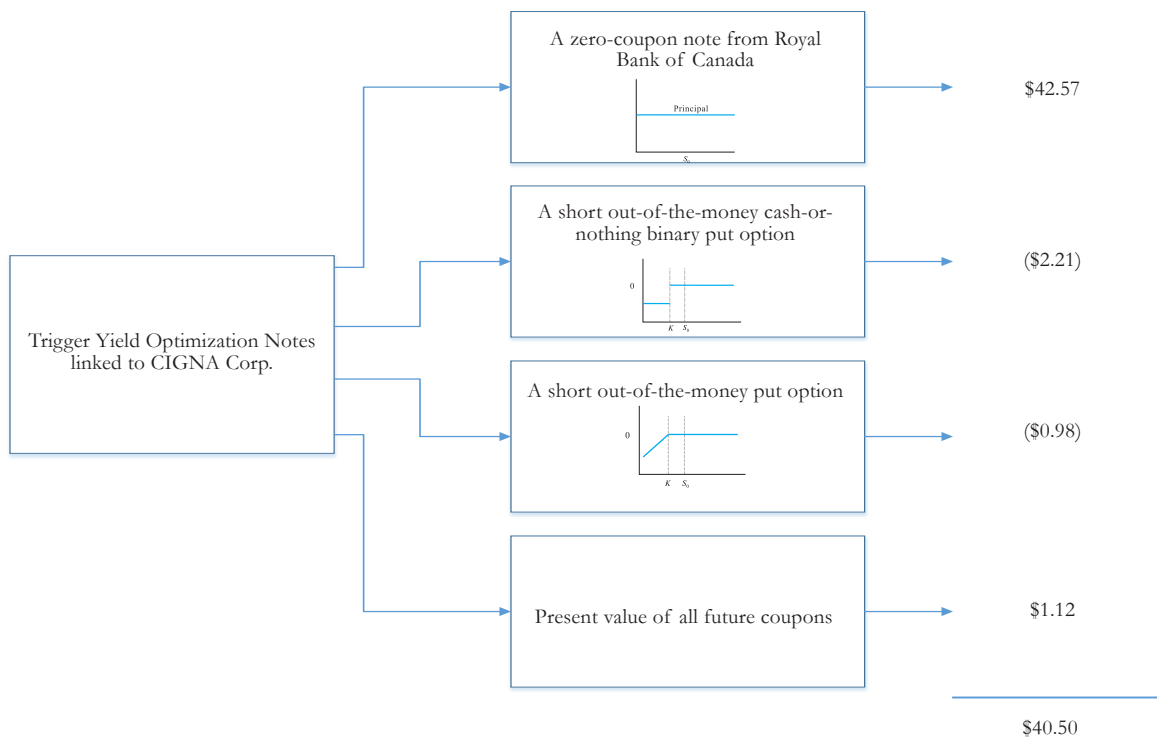 A zero-coupon note from Royal
Bank of Canada
Principal
S₀
$42.57
A short out-of-the-money cash-or-
nothing binary put option
0
K S₀
($2.21)
Trigger Yield Optimization Notes
linked to CIGNA Corp.
A short out-of-the-money put option
0
K S₀
($0.98)
Present value of all future coupons
$1.12
$40.50